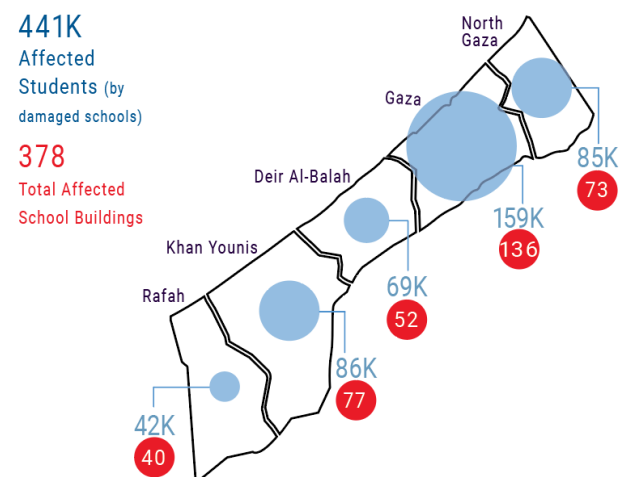 441K
Affected
Students (by
damaged schools)
378
Total Affected
School Buildings
North
Gaza
85K
73
Gaza
159K
136
Deir Al-Balah
69K
52
Khan Younis
86K
77
Rafah
42K
40